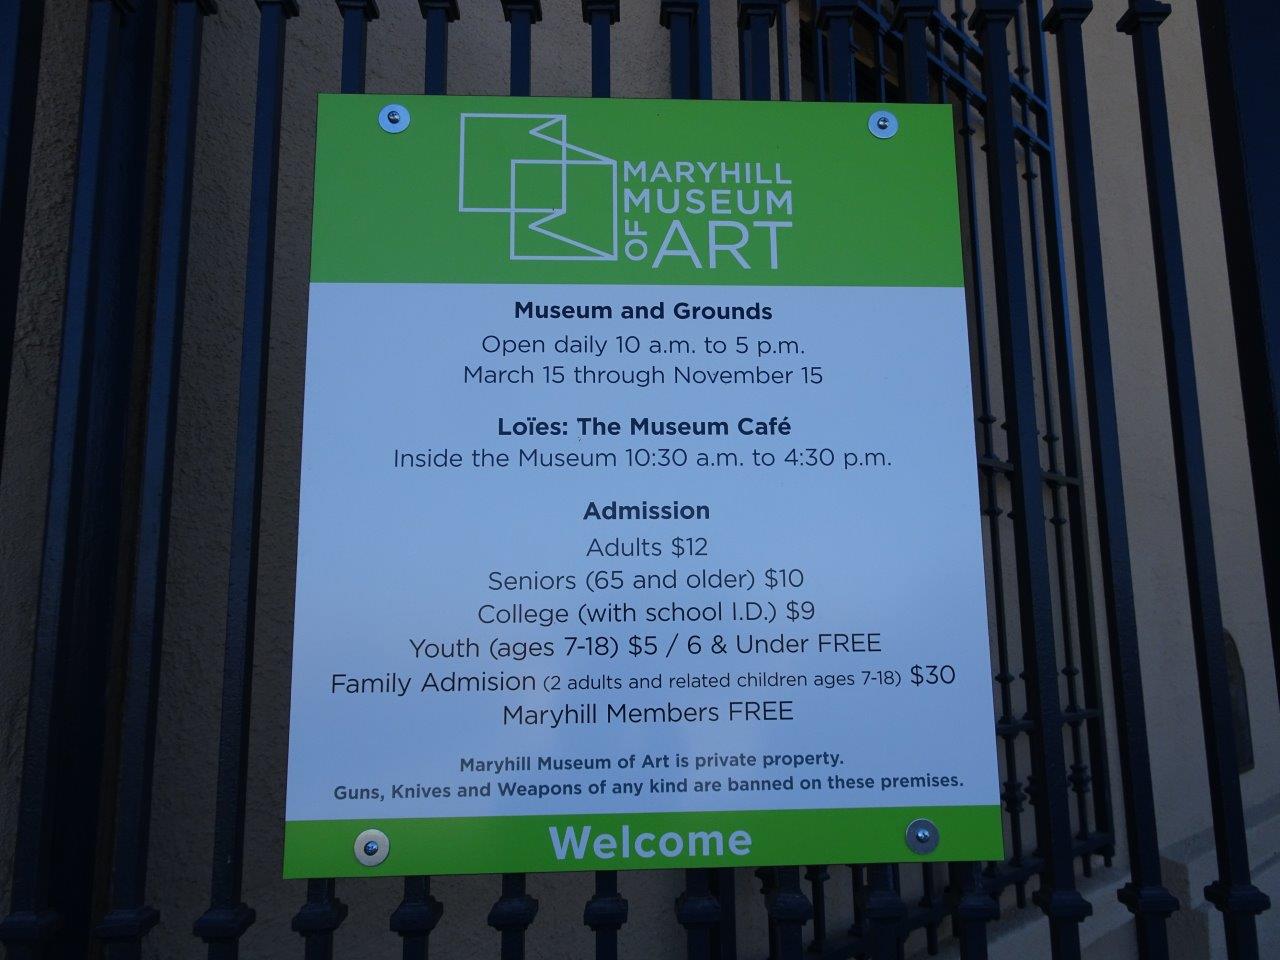 MARYHILL
MUSEUM
OF ART
Museum and Grounds
Open daily 10 a.m. to 5 p.m.
March 15 through November 15
Loïes: The Museum Café
Inside the Museum 10:30 a.m. to 4:30 p.m.
Admission
Adults $12
Seniors (65 and older) $10
College (with school I.D.) $9
Youth (ages 7-18) $5 / 6 & Under FREE
Family Admision (2 adults and related children ages 7-18) $30
Maryhill Members FREE
Maryhill Museum of Art is private property.
Guns, Knives and Weapons of any kind are banned on these premises.
Welcome